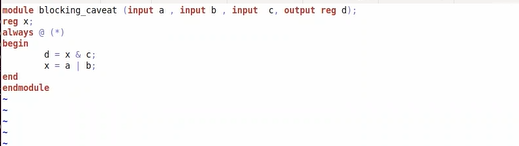 module blocking_caveat (input a , input b , input  c, output reg d);
reg x;
always @ (*)
begin
        d = x & c;
        x = a | b;
end
endmodule
~
~
~
~
~